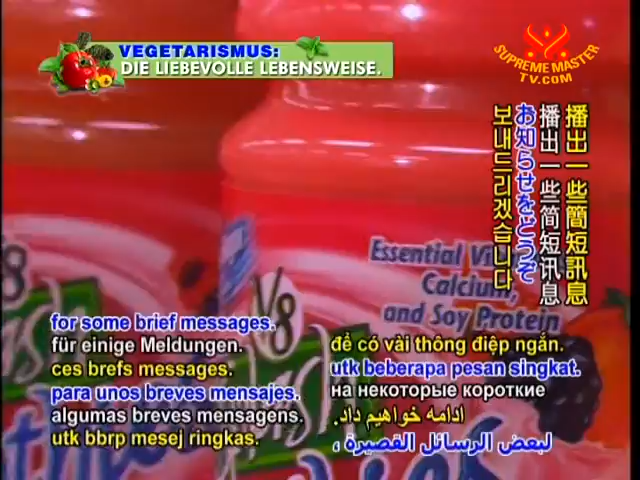 VEGETARISMUS:
DIE LIEBEVOLLE LEBENSWEISE.
SUPREME MASTER
TV.COM
播出一些簡短訊息
播出一些简短讯息
お知らせをどうぞ
보내드리겠습니다
Essential
Calcium,
and Soy Protein
V8
V8
for some brief messages.
für einige Meldungen.
ces brefs messages.
para unos breves mensajes.
algumas breves mensagens.
utk bbrp mesej ringkas.
để có vài thông điệp ngắn.
utk beberapa pesan singkat.
на некоторые короткие
ادامه خواهیم داد.
لبعض الرسائل القصيرة ،